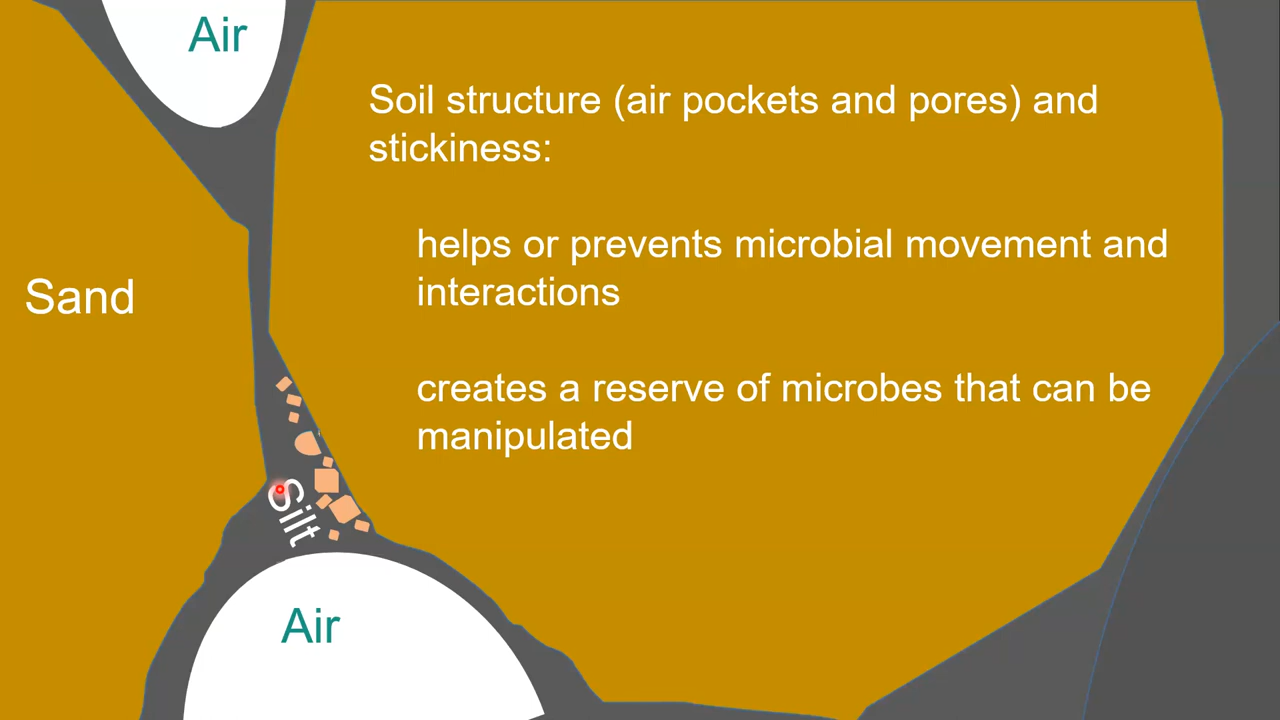 Air
Soil structure (air pockets and pores) and
stickiness:
helps or prevents microbial movement and
interactions
Sand
creates a reserve of microbes that can be
manipulated
Silt
Air